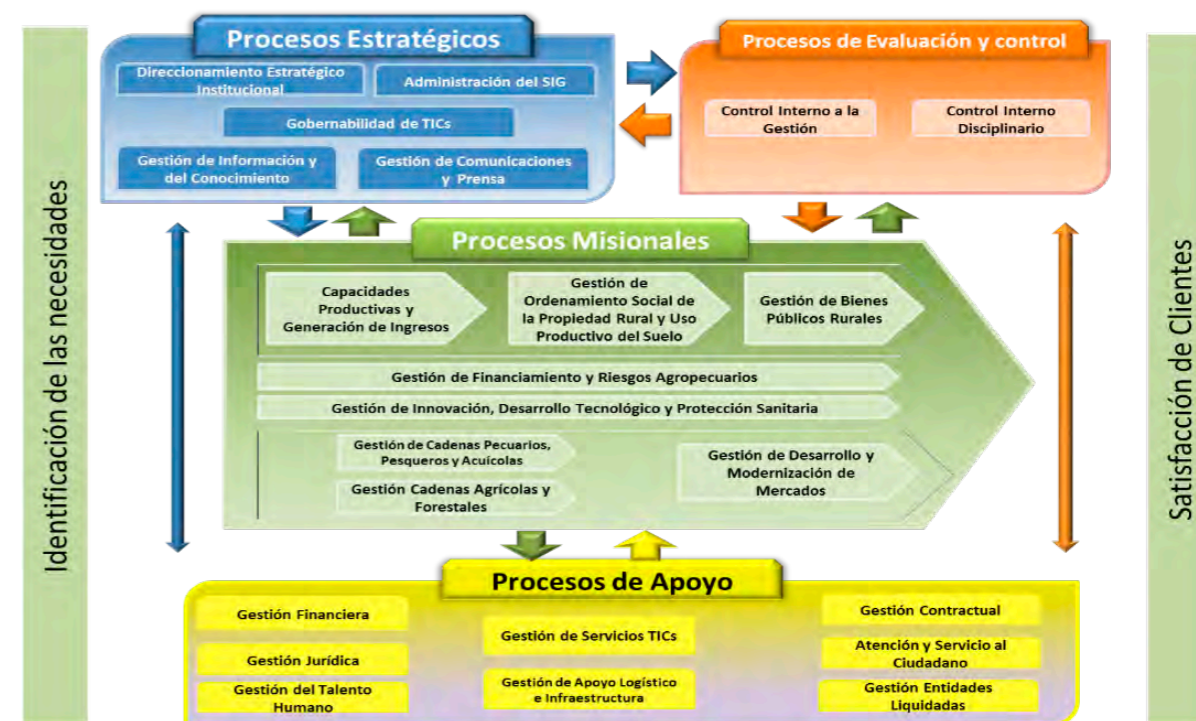 Identificación de las necesidades
Procesos Estratégicos
Direccionamiento Estratégico
Institucional
Administración del SIG
Gobernabilidad de TICs
Gestión de Información y
del Conocimiento
Gestión de Comunicaciones
y Prensa
Procesos de Evaluación y control
Control Interno a la
Gestión
Control Interno
Disciplinario
Procesos Misionales
Capacidades
Productivas y
Generación de Ingresos
Gestión de
Ordenamiento Social de
la Propiedad Rural y Uso
Productivo del Suelo
Gestión de Bienes
Públicos Rurales
Gestión de Financiamiento y Riesgos Agropecuarios
Gestión de Innovación, Desarrollo Tecnológico y Protección Sanitaria
Gestión de Cadenas Pecuarios,
Pesqueros y Acuícolas
Gestión Cadenas Agrícolas y
Forestales
Gestión de Desarrollo y
Modernización de
Mercados
Procesos de Apoyo
Gestión Financiera
Gestión Jurídica
Gestión del Talento
Humano
Gestión de Servicios TICs
Gestión de Apoyo Logístico
e Infraestructura
Gestión Contractual
Atención y Servicio al
Ciudadano
Gestión Entidades
Liquidadas
Satisfacción de Clientes